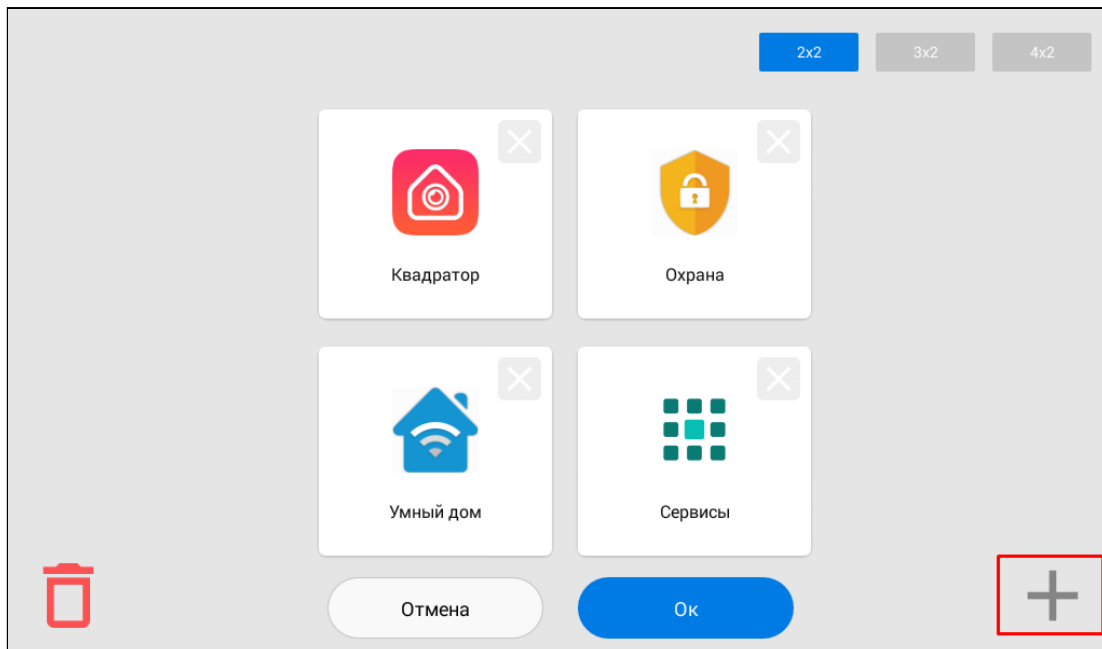 2x2
3x2
4x2
Квадратор
Охрана
Умный дом
Сервисы
Отмена
Ок